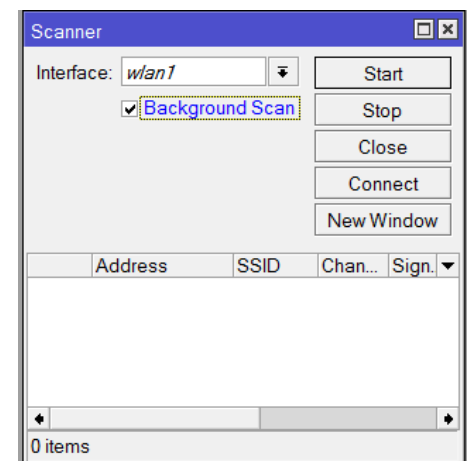 Scanner
Interface: wlan1
Start
Background Scan
Stop
Close
Connect
New Window
Address SSID Chan... Sign.
0 items